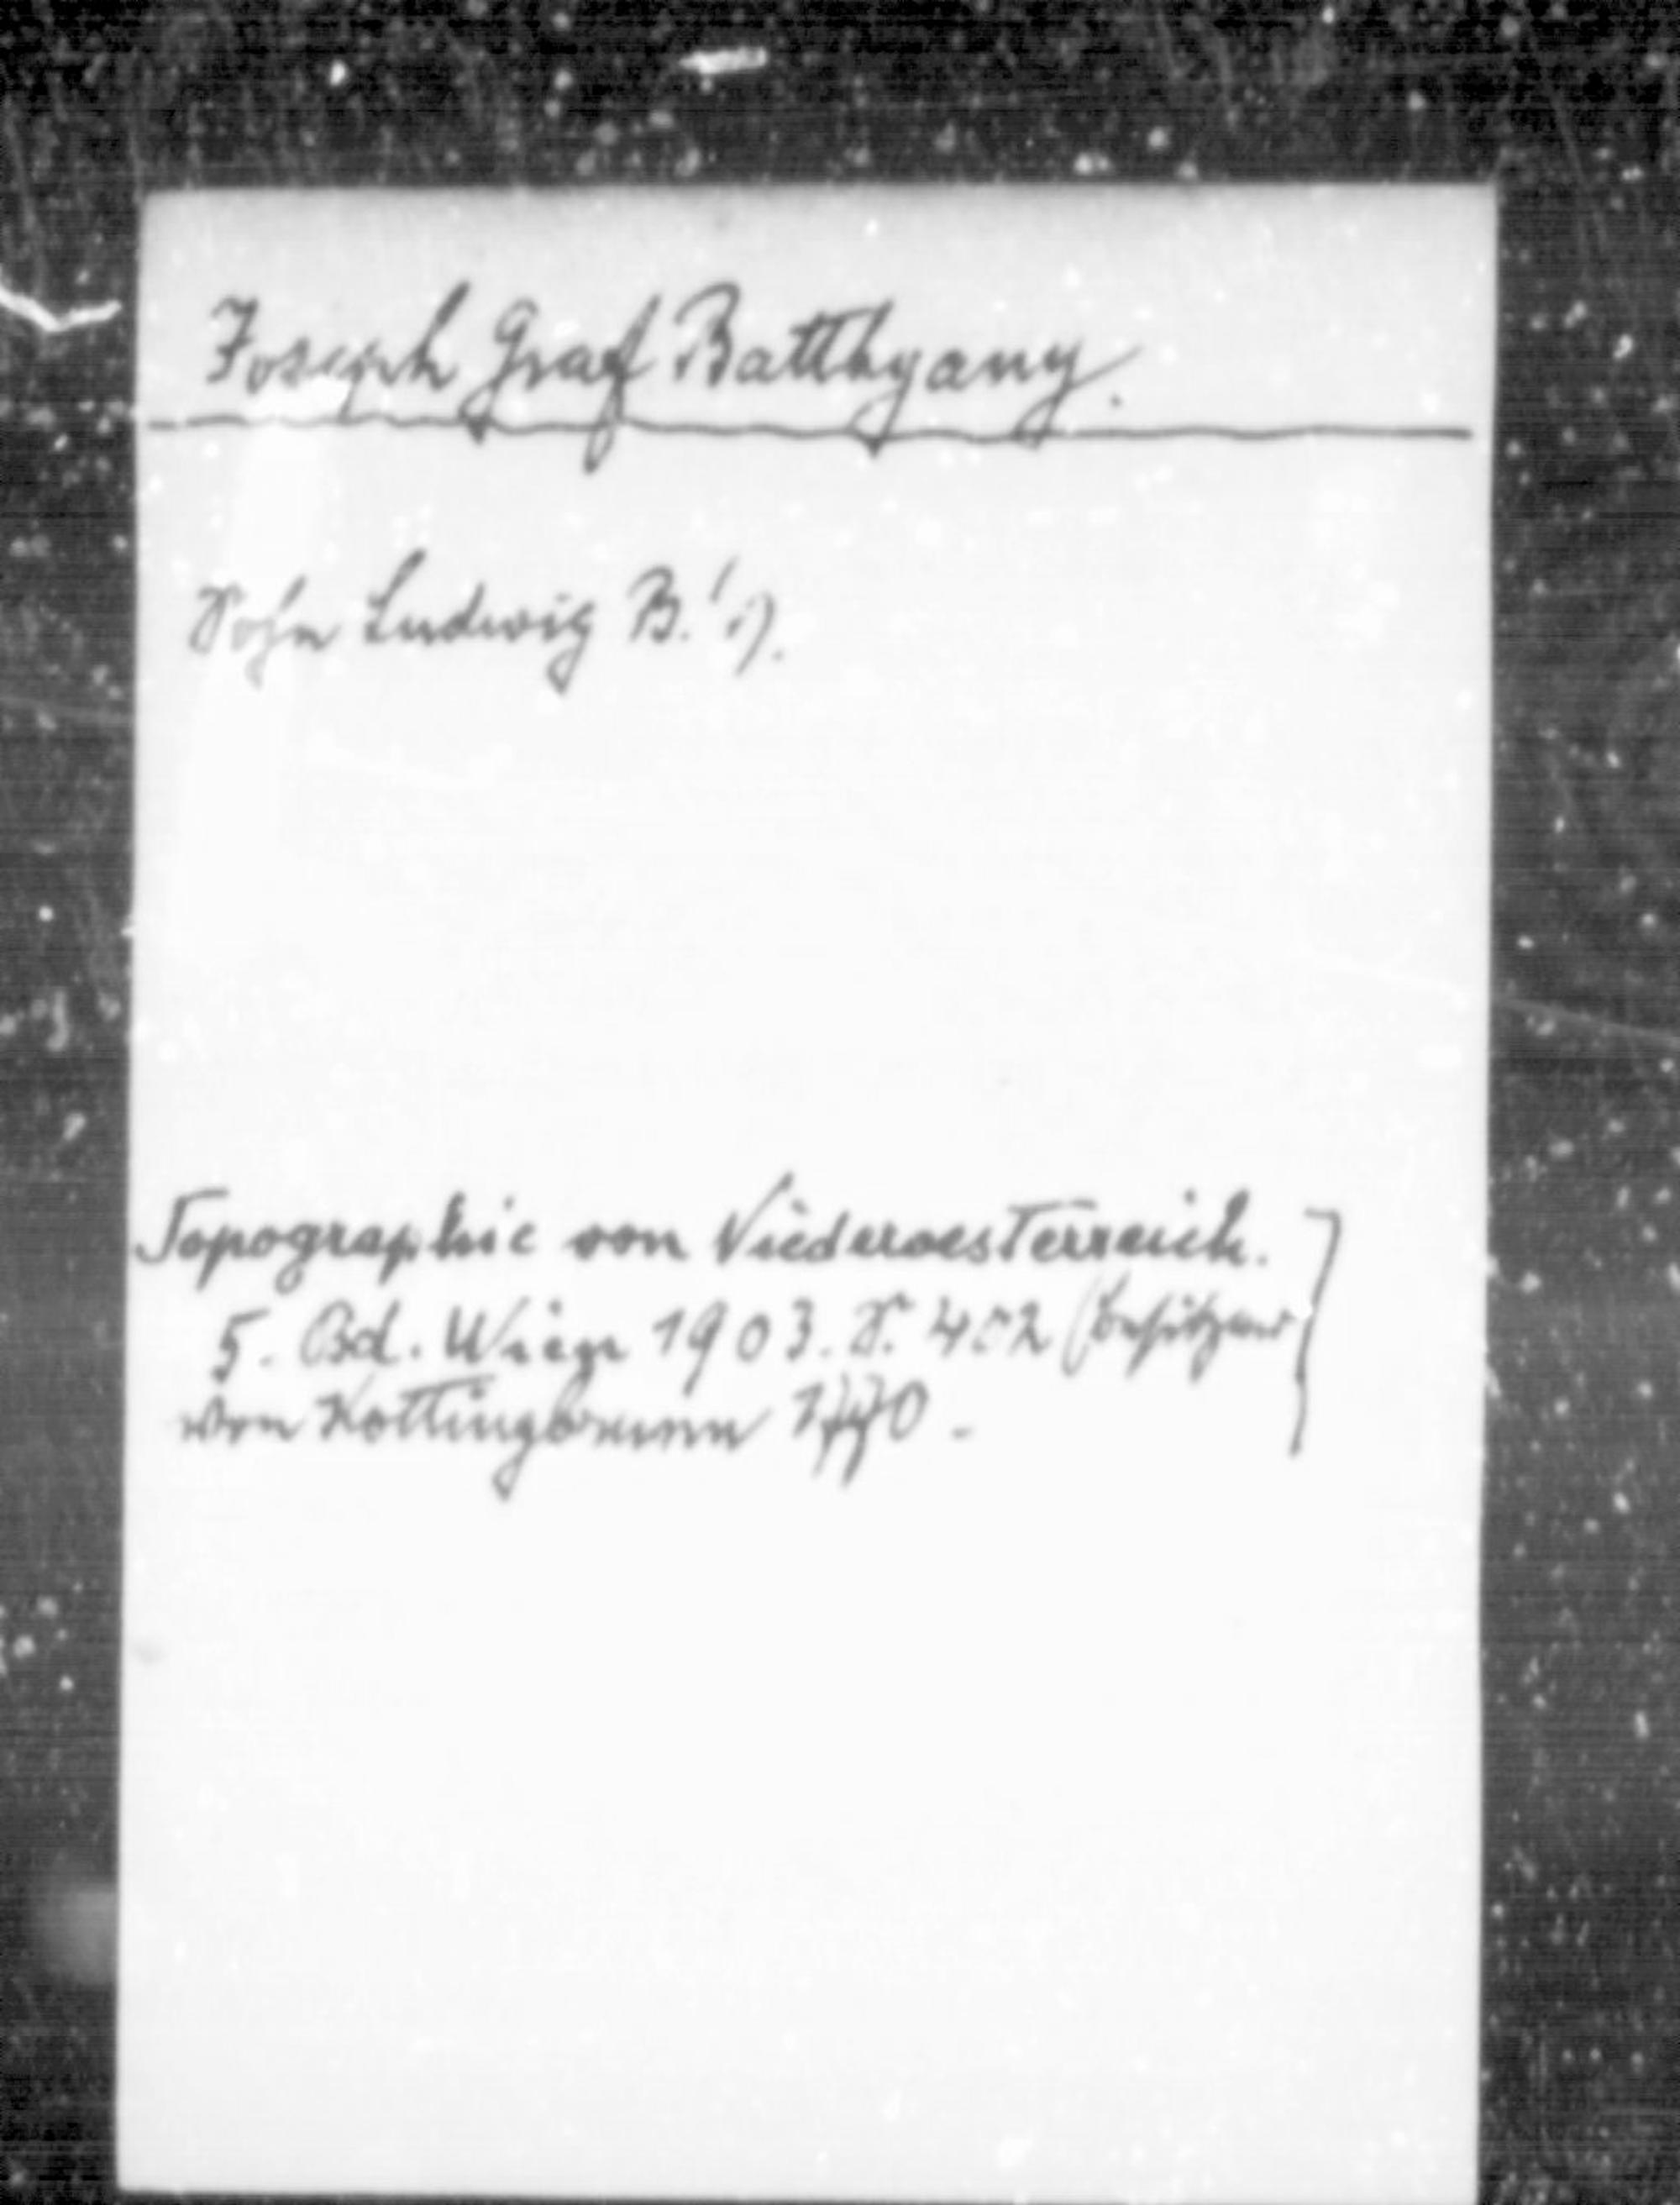 Joseph Graf Batthyany.
Sohn Ludwig B.'s).
Topographie von Niederoesterreich.
5. Bd. Wien 1903. S. 402 (Besitzer
von Kottingbrunn 1770.